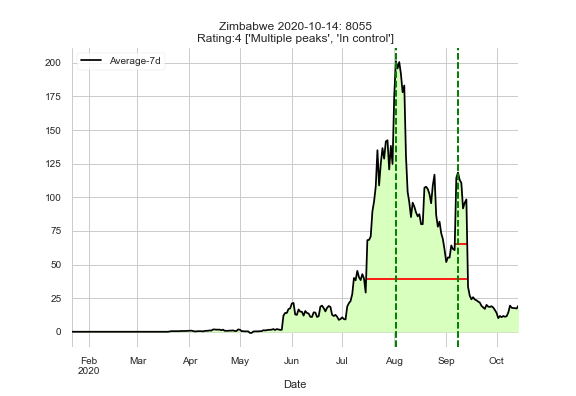 Zimbabwe 2020-10-14: 8055
Rating:4 ['Multiple peaks', 'In control']
Average-7d
200
175
150
125
100
75
50
25
0
Feb Mar Apr May Jun Jul Aug Sep Oct
2020
Date